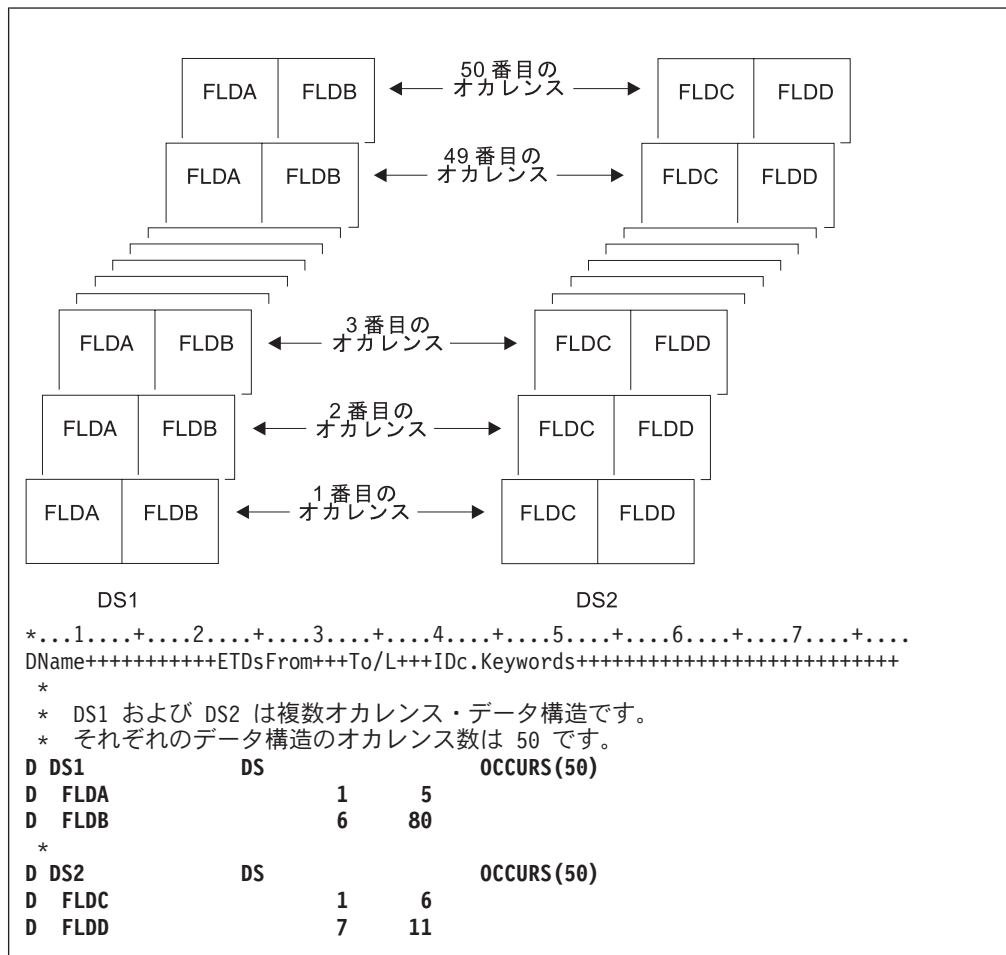 50 番目の
FLDA FLDB オカレンス FLDC FLDD
49 番目の
FLDA FLDB オカレンス FLDC FLDD
3 番目の
FLDA FLDB オカレンス FLDC FLDD
2 番目の
FLDA FLDB オカレンス FLDC FLDD
1 番目の
FLDA FLDB オカレンス FLDC FLDD
DS1 DS2
*...1....+....2....+....3....+....4....+....5....+....6....+....7....+....
DName+++++++++++ETDsFrom+++To/L+++IDc.Keywords+++++++++++++++++++++++++++
*
* DS1 および DS2 は複数オカレンス・データ構造です。
* それぞれのデータ構造のオカレンス数は 50 です。
D DS1 DS OCCURS(50)
D FLDA 1 5
D FLDB 6 80
*
D DS2 DS OCCURS(50)
D FLDC 1 6
D FLDD 7 11